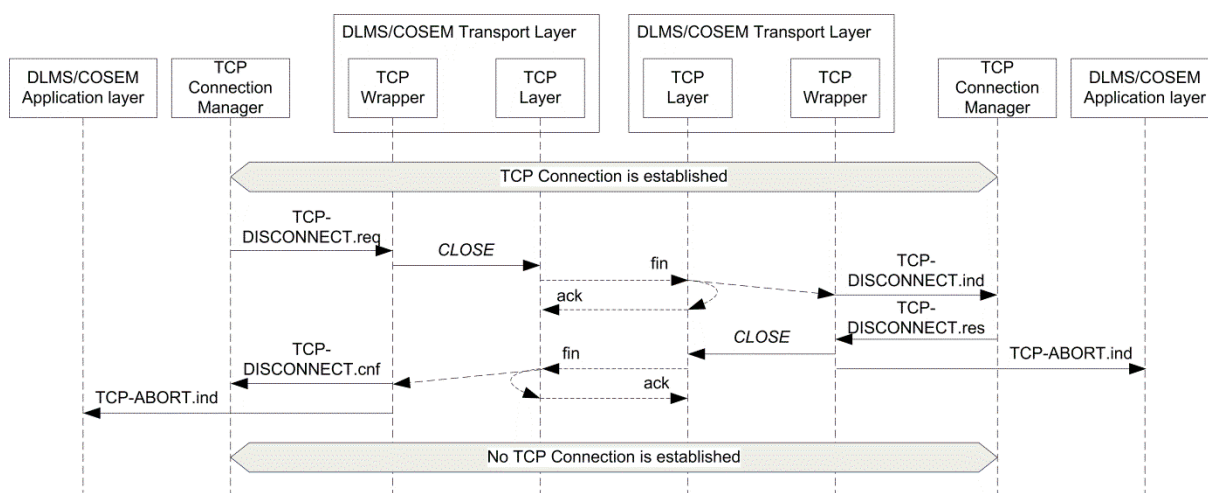 DLMS/COSEM Transport Layer
DLMS/COSEM Transport Layer
DLMS/COSEM
Application layer
TCP
Connection
Manager
TCP
Wrapper
TCP
Layer
TCP
Layer
TCP
Wrapper
TCP
Connection
Manager
DLMS/COSEM
Application layer
TCP Connection is established
TCP-
DISCONNECT.req
CLOSE
fin
TCP-
DISCONNECT.ind
ack
TCP-
DISCONNECT.res
CLOSE
TCP-ABORT.ind
TCP-
DISCONNECT.cnf
fin
ack
TCP-ABORT.ind
No TCP Connection is established